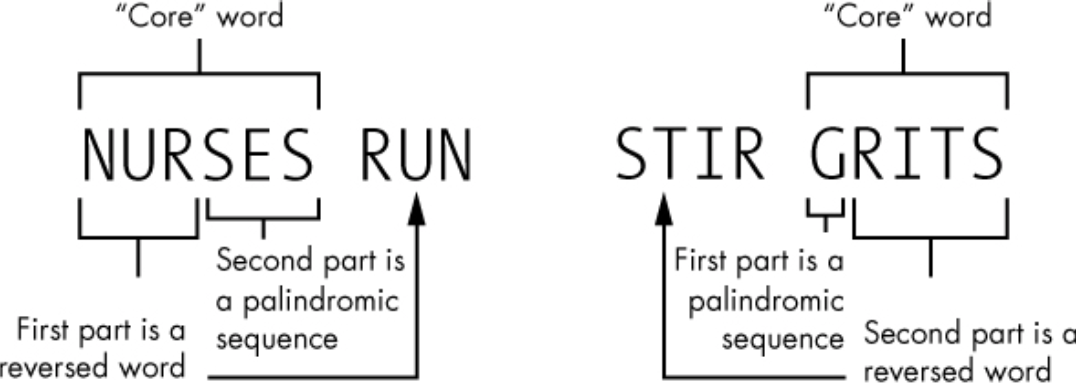 “Core” word
NURSES RUN
Second part is
a palindromic
sequence
First part is a
reversed word
“Core” word
STIR GRITS
First part is a
palindromic
sequence
Second part is a
reversed word